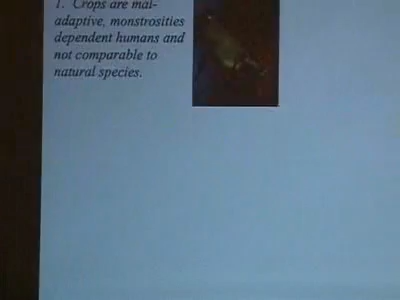 1. Crops are mal-
adaptive, monstrosities
dependent humans and
not comparable to
natural species.